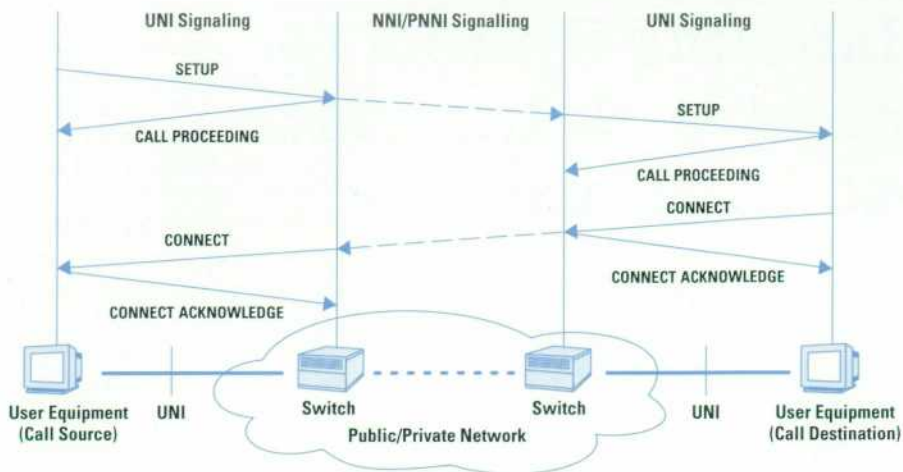 UNI Signaling
NNI/PNNI Signalling
UNI Signaling
SETUP
SETUP
CALL PROCEEDING
CALL PROCEEDING
CONNECT
CONNECT
CONNECT ACKNOWLEDGE
CONNECT ACKNOWLEDGE
User Equipment
(Call Source)
UNI
Switch
Switch
UNI
User Equipment
(Call Destination)
Public/Private Network